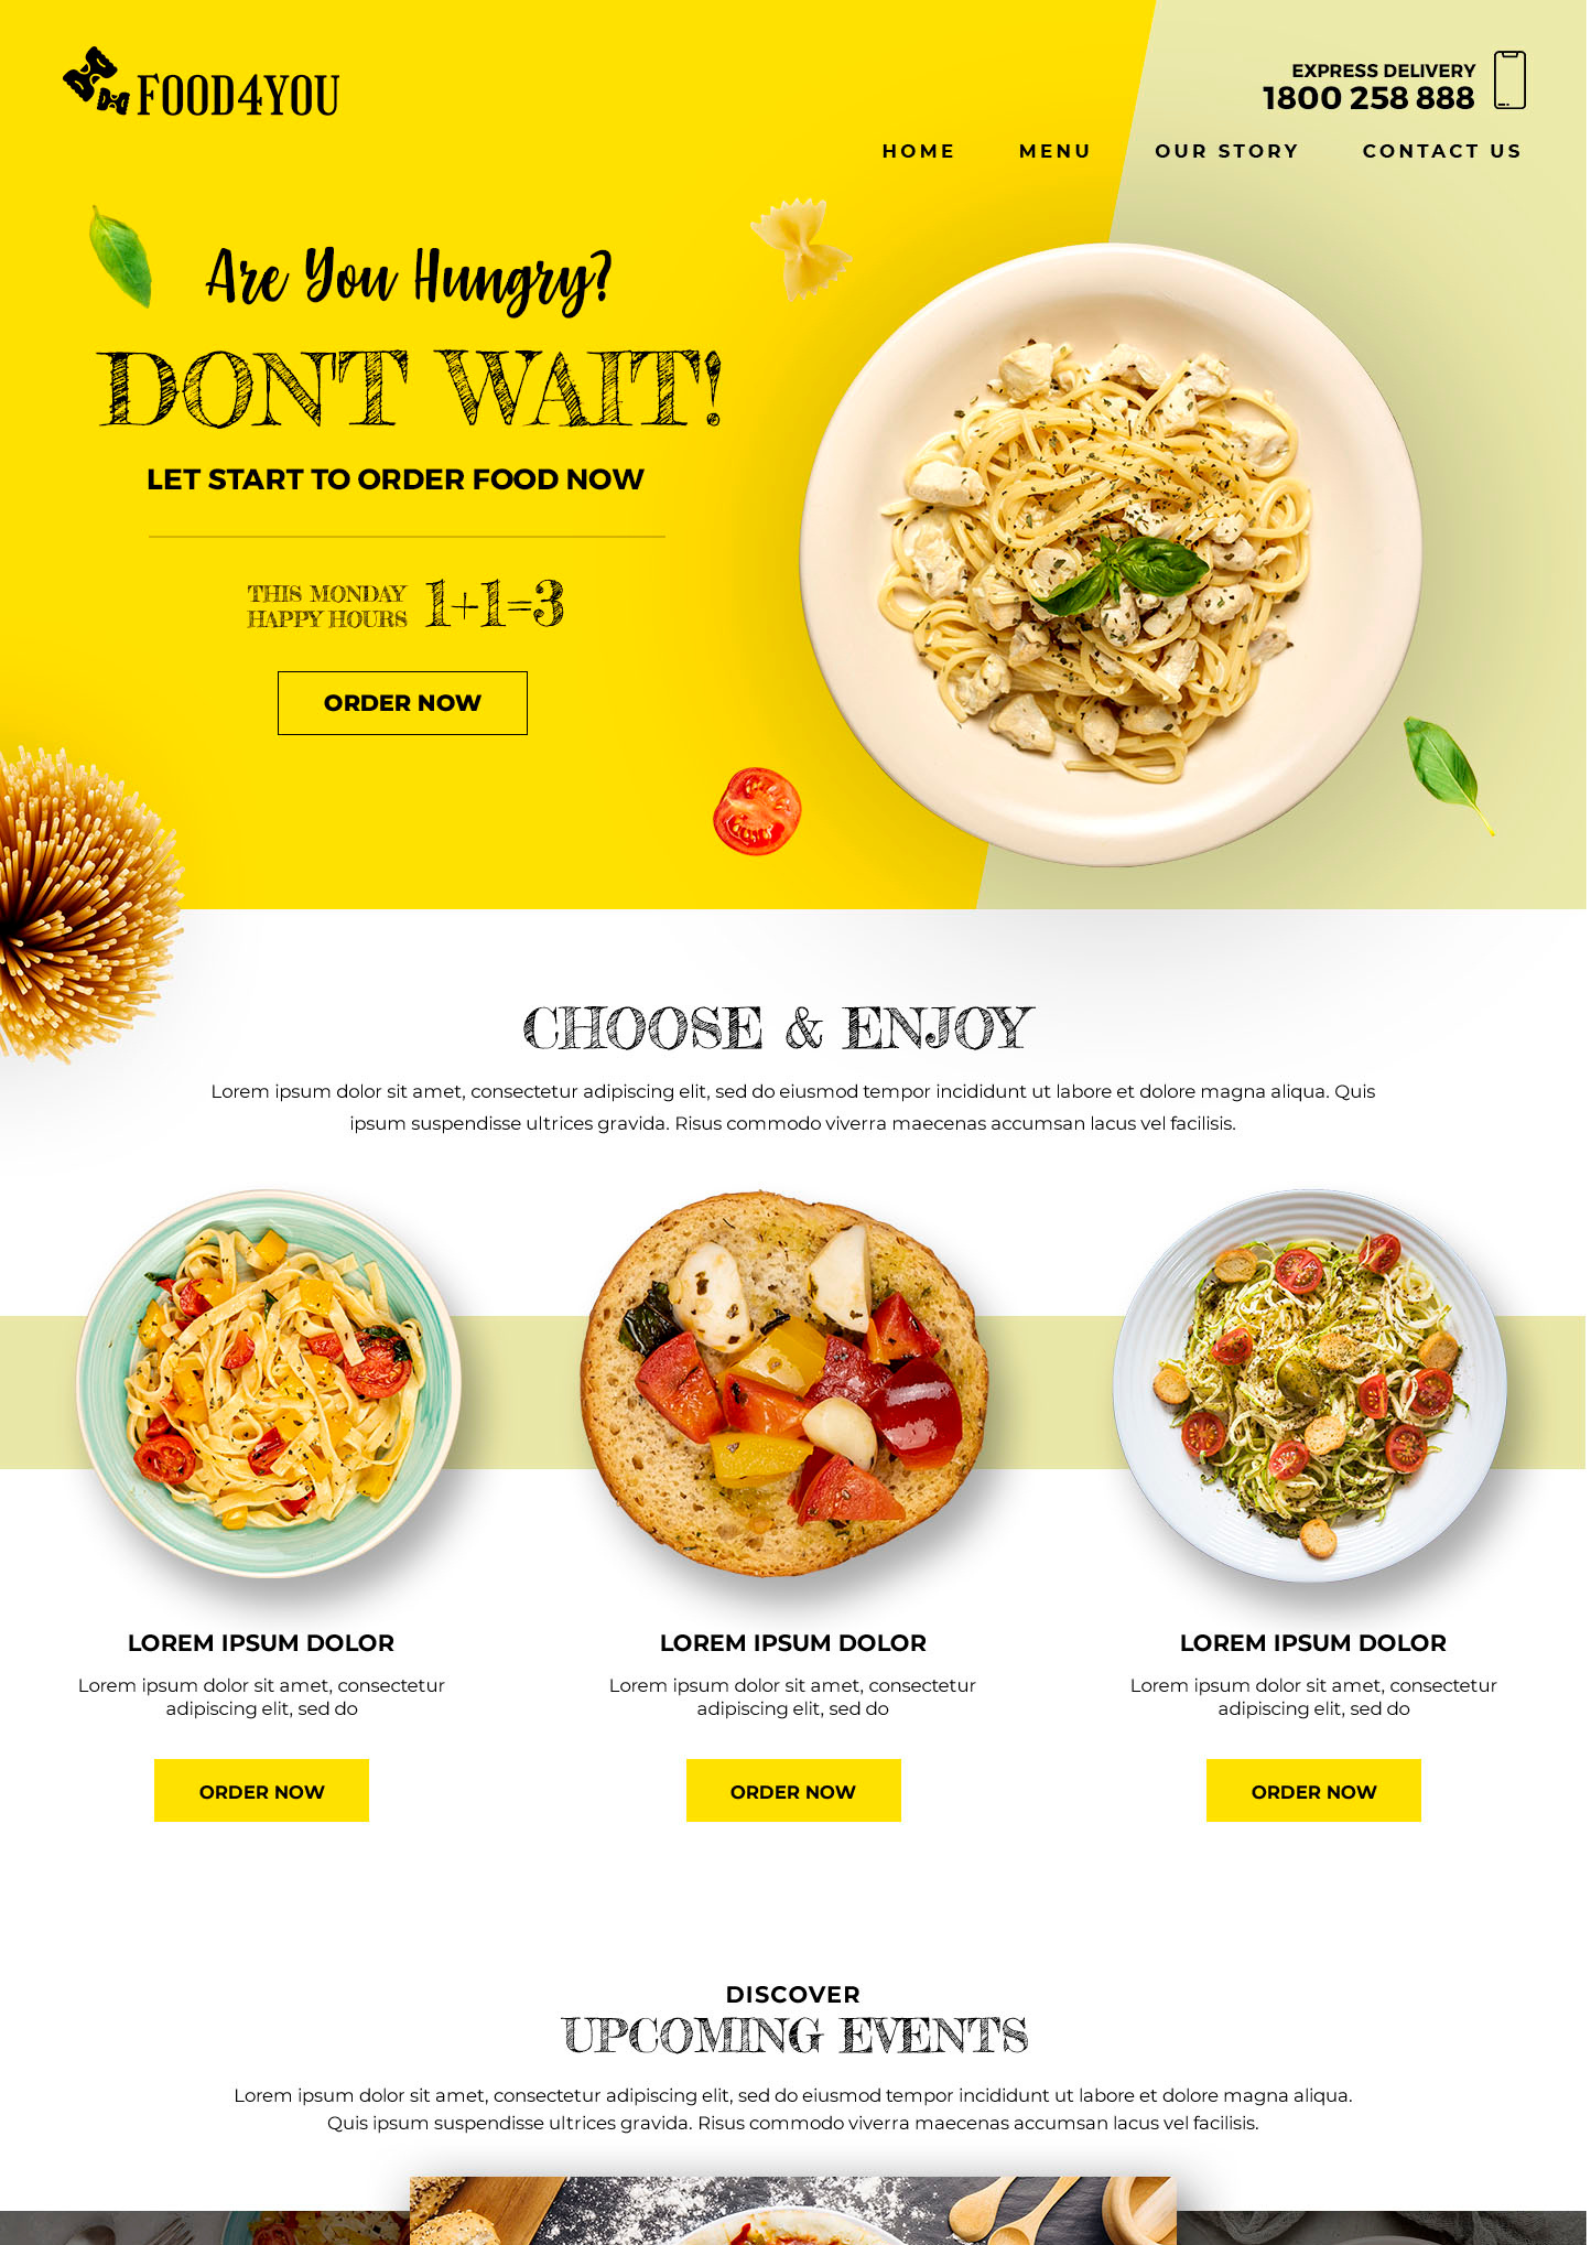 FOOD4YOU
EXPRESS DELIVERY
1800 258 888
HOME MENU OUR STORY CONTACT US
Are You Hungry?
DON'T WAIT!
LET START TO ORDER FOOD NOW
THIS MONDAY
HAPPY HOURS
1+1=3
ORDER NOW
CHOOSE & ENJOY
Lorem ipsum dolor sit amet, consectetur adipiscing elit, sed do eiusmod tempor incididunt ut labore et dolore magna aliqua. Quis
ipsum suspendisse ultrices gravida. Risus commodo viverra maecenas accumsan lacus vel facilisis.
LOREM IPSUM DOLOR
Lorem ipsum dolor sit amet, consectetur
adipiscing elit, sed do
ORDER NOW
LOREM IPSUM DOLOR
Lorem ipsum dolor sit amet, consectetur
adipiscing elit, sed do
ORDER NOW
LOREM IPSUM DOLOR
Lorem ipsum dolor sit amet, consectetur
adipiscing elit, sed do
ORDER NOW
DISCOVER
UPCOMING EVENTS
Lorem ipsum dolor sit amet, consectetur adipiscing elit, sed do eiusmod tempor incididunt ut labore et dolore magna aliqua.
Quis ipsum suspendisse ultrices gravida. Risus commodo viverra maecenas accumsan lacus vel facilisis.